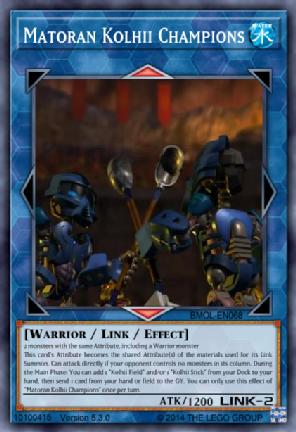 Matoran Kolhii Champions
WATER
水
BMOL-EN068
[Warrior / Link / Effect]
2 monsters with the same Attribute, including a Warrior monster
This card's Attribute becomes the shared Attribute(s) of the materials used for its Link
Summon. Can attack directly if your opponent controls no monsters in its column. During
the Main Phase: You can add "Kolhii Field" and/or 1 "Kolhii Stick" from your Deck to your
hand, then send 1 card from your hand or field to the GY. You can only use this effect of
"Matoran Kolhii Champions" once per turn.
ATK/1200 LINK-2
10100415 Version 5.3.0 ©2014 THE LEGO GROUP